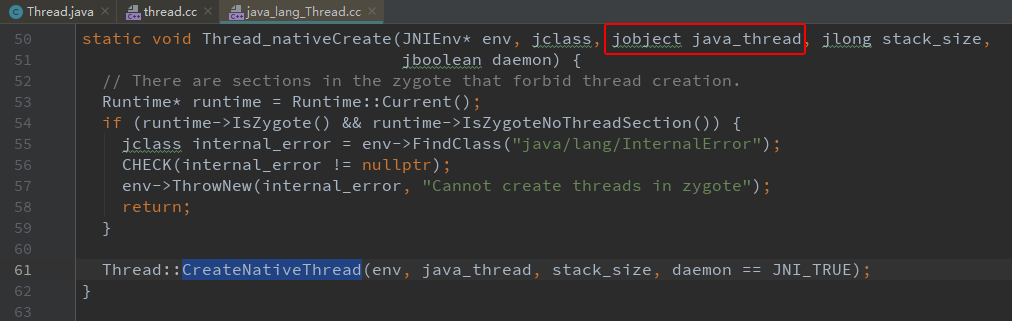 Thread.java × thread.cc × java_lang_Thread.cc ×
50 static void Thread_nativeCreate(JNIEnv* env, jclass, jobject java_thread, jlong stack_size,
51                                 jboolean daemon) {
52   // There are sections in the zygote that forbid thread creation.
53   Runtime* runtime = Runtime::Current();
54   if (runtime->IsZygote() && runtime->IsZygoteNoThreadSection()) {
55     jclass internal_error = env->FindClass("java/lang/InternalError");
56     CHECK(internal_error != nullptr);
57     env->ThrowNew(internal_error, "Cannot create threads in zygote");
58     return;
59   }
60
61   Thread::CreateNativeThread(env, java_thread, stack_size, daemon == JNI_TRUE);
62 }
63